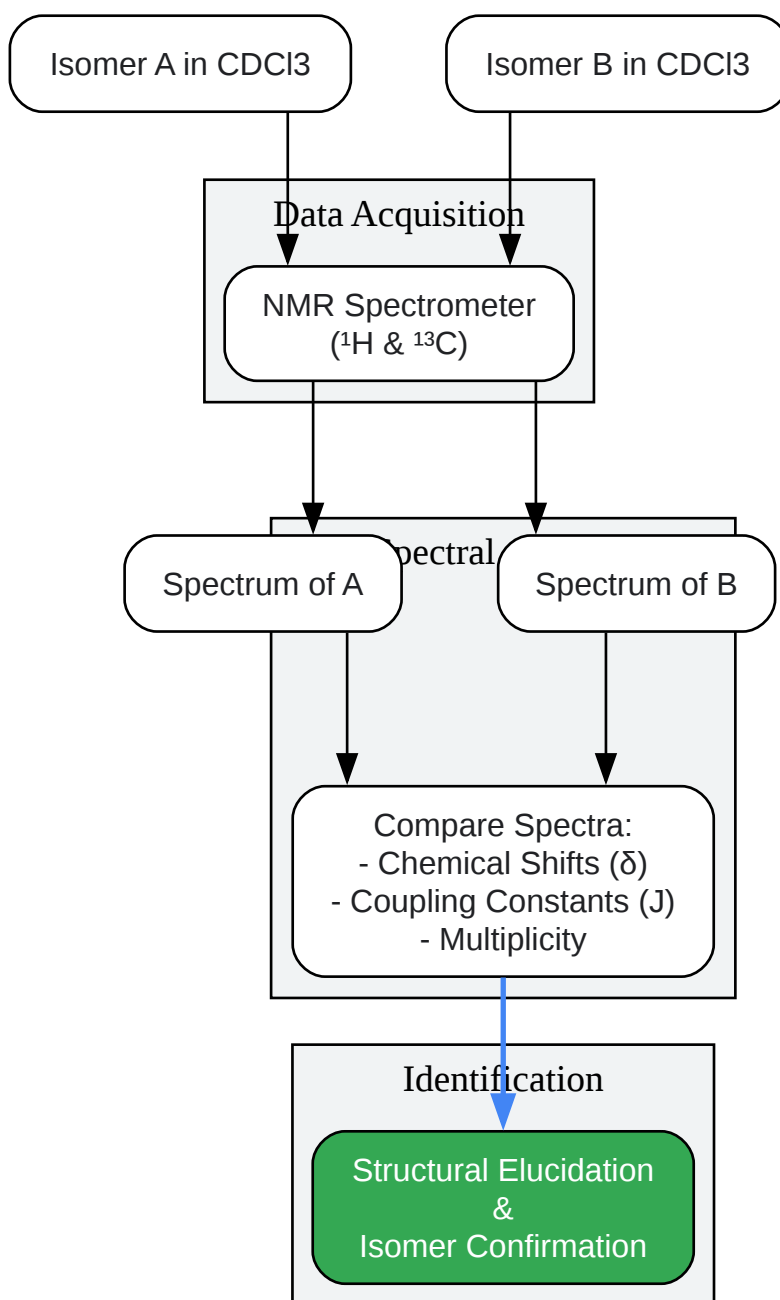 Isomer A in CDCl3
Isomer B in CDCl3
Data Acquisition
NMR Spectrometer
(¹H & ¹³C)
Spectral
Spectrum of A
Spectrum of B
Compare Spectra:
- Chemical Shifts (δ)
- Coupling Constants (J)
- Multiplicity
Identification
Structural Elucidation
&
Isomer Confirmation